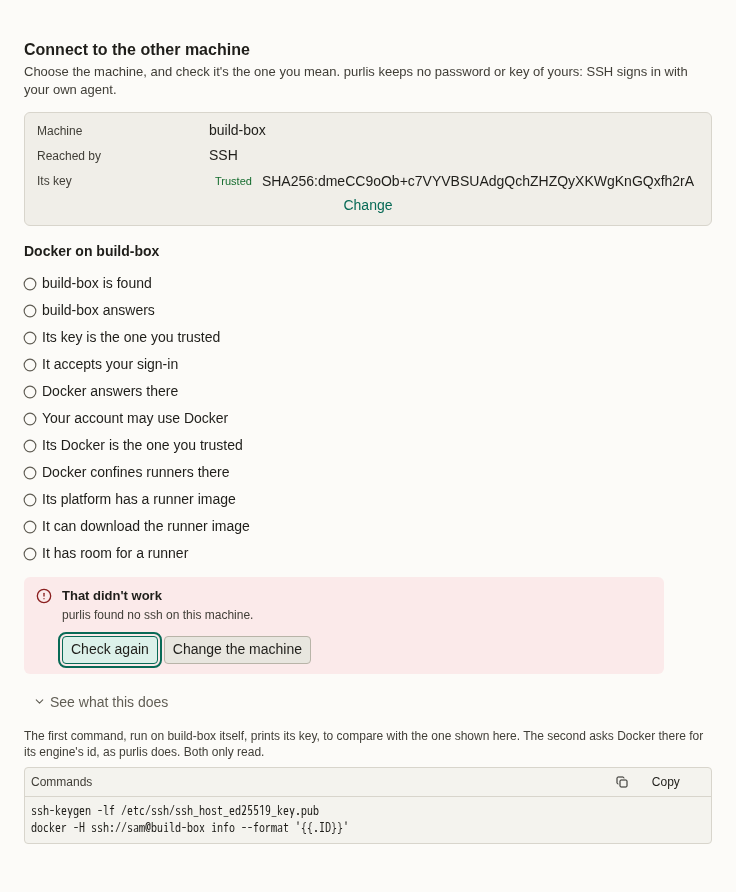 Connect to the other machine
Choose the machine, and check it's the one you mean. purlis keeps no password or key of yours: SSH signs in with
your own agent.
Machine build-box
Reached by SSH
Its key Trusted SHA256:dmeCC9oOb+c7VYVBSUAdgQchZHZQyXKWgKnGQxfh2rA
Change
Docker on build-box
build-box is found
build-box answers
Its key is the one you trusted
It accepts your sign-in
Docker answers there
Your account may use Docker
Its Docker is the one you trusted
Docker confines runners there
Its platform has a runner image
It can download the runner image
It has room for a runner
That didn't work
purlis found no ssh on this machine.
Check again Change the machine
See what this does
The first command, run on build-box itself, prints its key, to compare with the one shown here. The second asks Docker there for
its engine's id, as purlis does. Both only read.
Commands Copy
ssh-keygen -lf /etc/ssh/ssh_host_ed25519_key.pub
docker -H ssh://sam@build-box info --format '{{.ID}}'